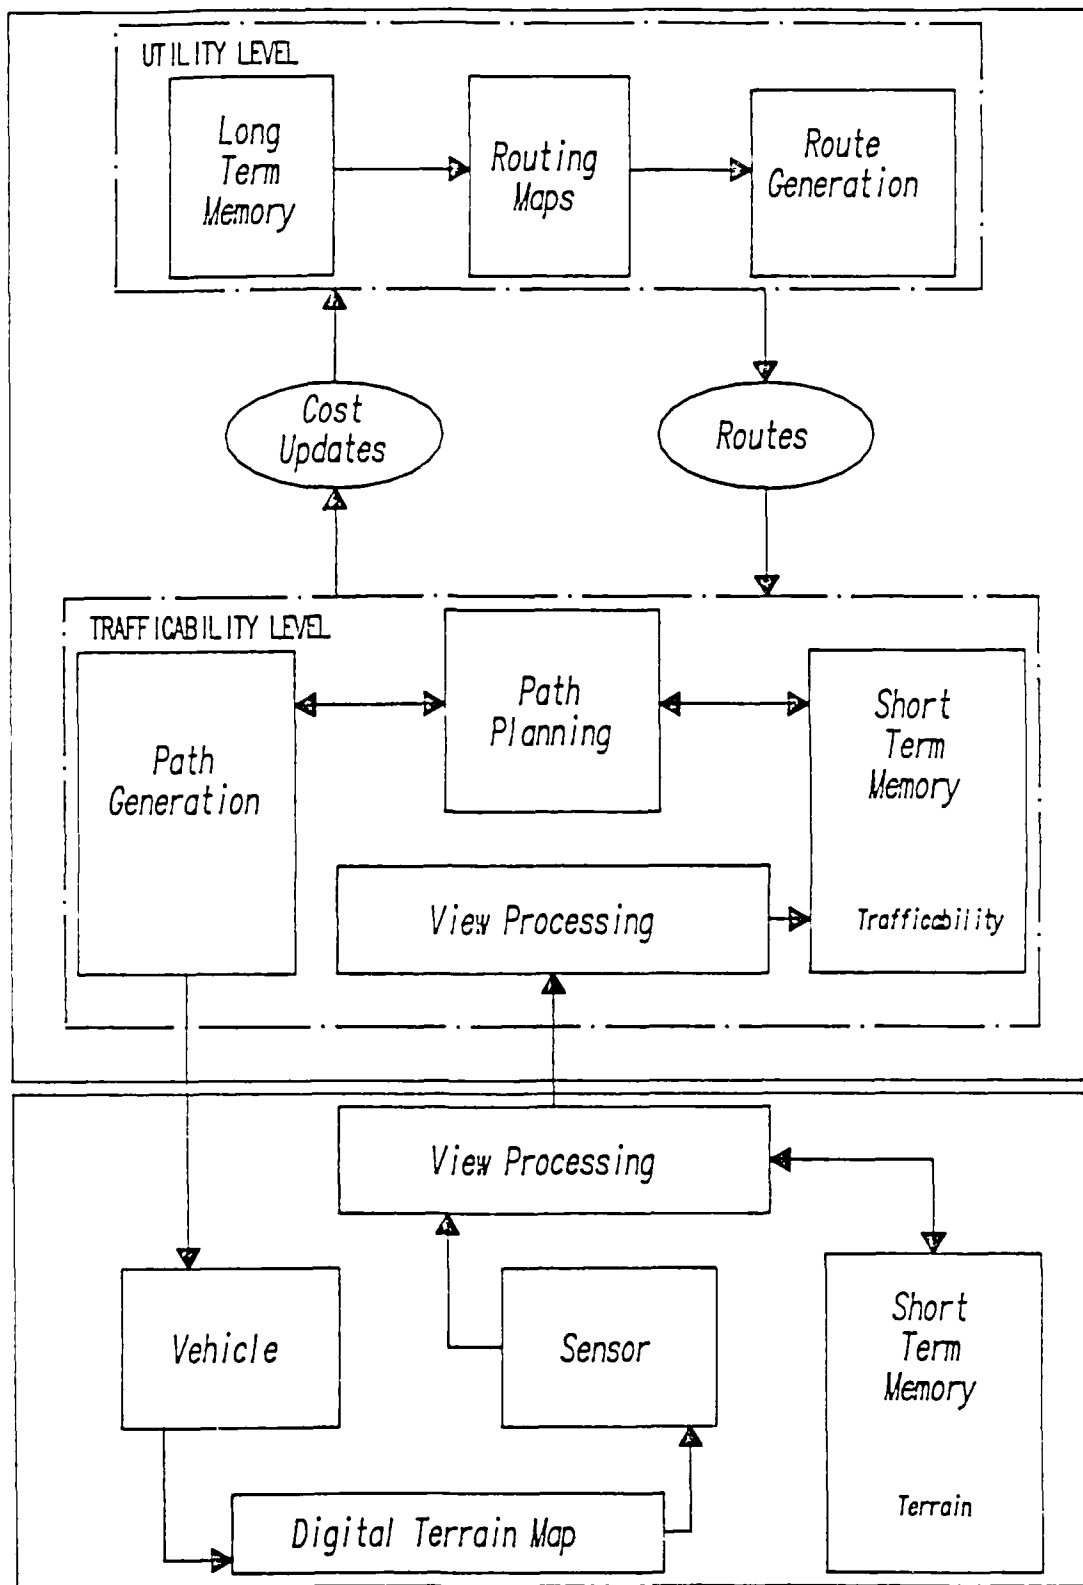 UTILITY LEVEL
Long
Term
Memory
Routing
Maps
Route
Generation
Cost
Updates
Routes
TRAFFICABILITY LEVEL
Path
Generation
Path
Planning
Short
Term
Memory
View Processing
Trafficability
View Processing
Vehicle
Sensor
Short
Term
Memory
Terrain
Digital Terrain Map